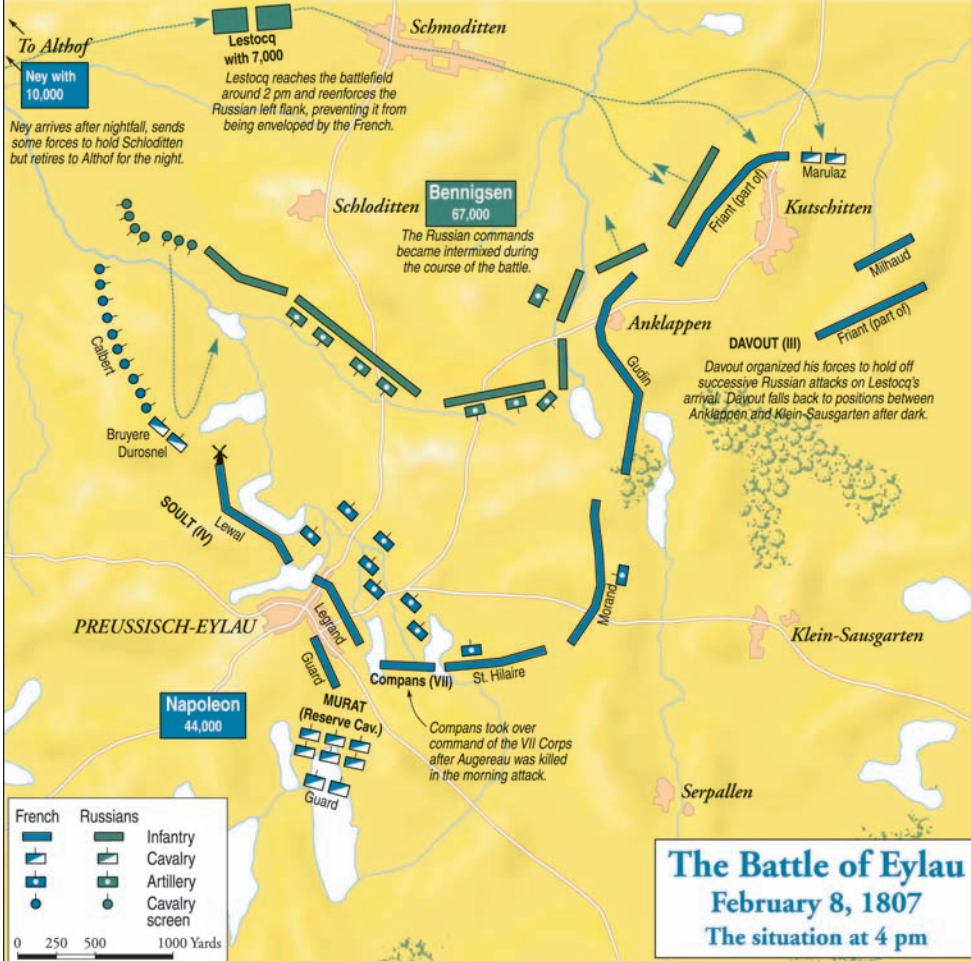 To Althof
Ney with
10,000
Ney arrives after nightfall, sends
some forces to hold Schloditten
but retires to Althof for the night.
Lestocq
with 7,000
Lestocq reaches the battlefield
around 2 pm and reenforces the
Russian left flank, preventing it from
being enveloped by the French.
Schmoditten
Schloditten
Bennigsen
67,000
The Russian commands
became intermixed during
the course of the battle.
Friant (part of)
Marulaz
Kutschitten
Milhaud
Friant (part of)
Anklappen
Gudin
DAVOUT (III)
Davout organized his forces to hold off
successive Russian attacks on Lestocq's
arrival. Davout falls back to positions between
Anklappen and Klein-Sausgarten after dark.
Calbert
Bruyere
Durosnel
SOULT (IV)
Lewal
PREUSSISCH-EYLAU
Legrand
Guard
Compans (VII)
St. Hilaire
Morand
Klein-Sausgarten
Napoleon
44,000
MURAT
(Reserve Cav.)
Guard
Compans took over
command of the VII Corps
after Augereau was killed
in the morning attack.
Serpallen
French Russians
Infantry
Cavalry
Artillery
Cavalry
screen
0 250 500 1000 Yards
The Battle of Eylau
February 8, 1807
The situation at 4 pm